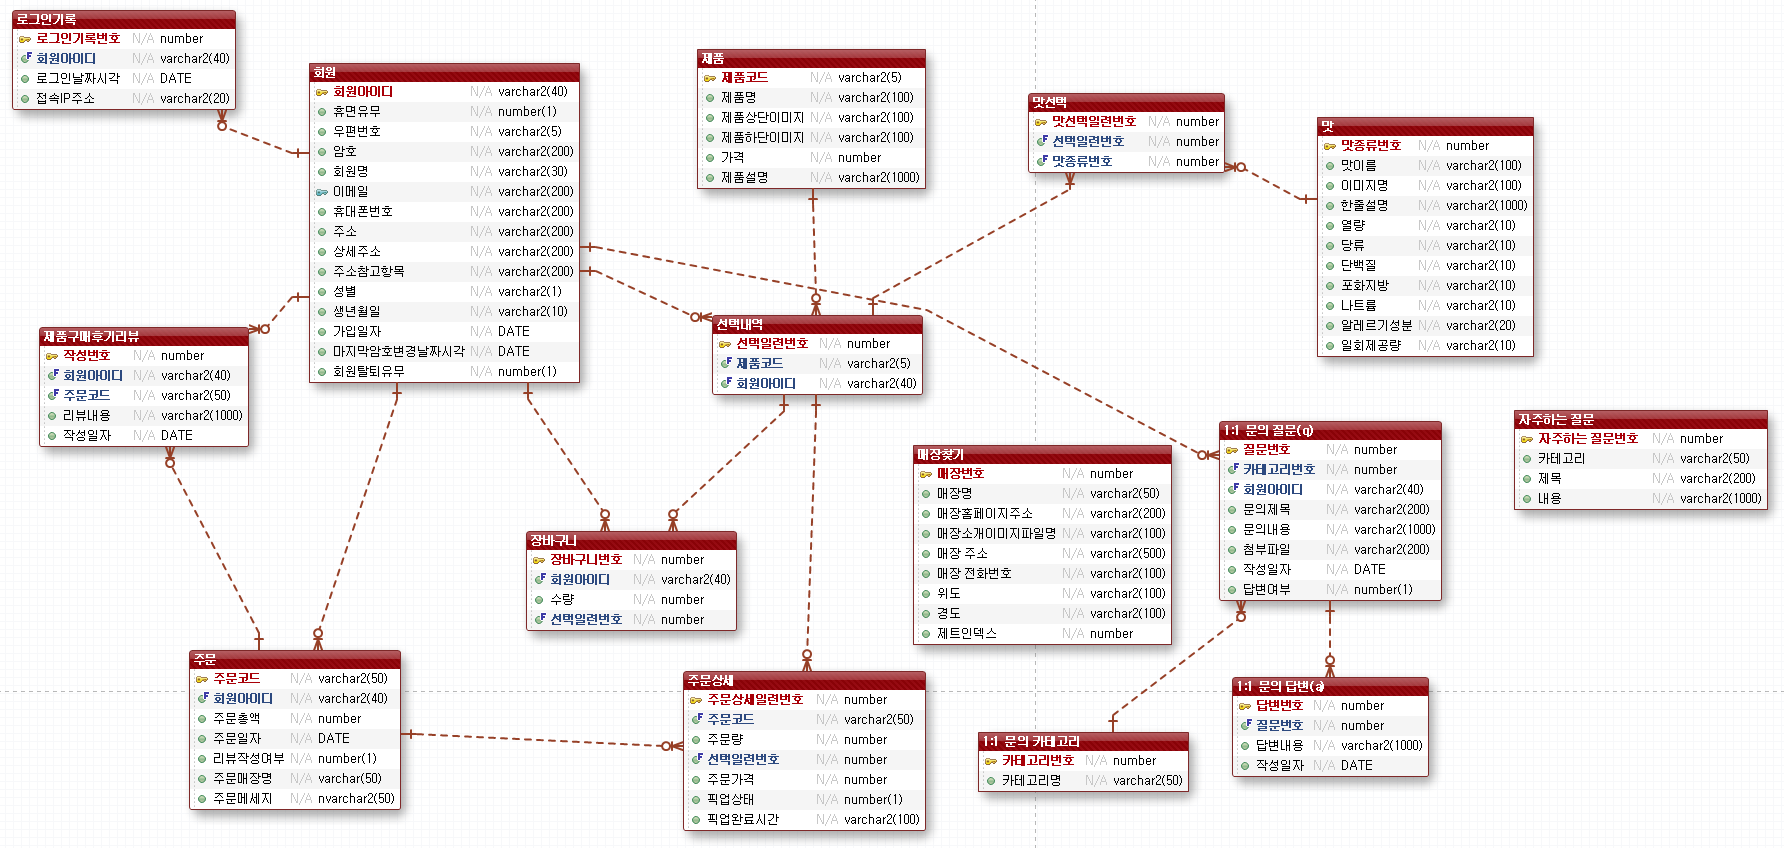 로그인기록
로그인기록번호 N/A number
회원아이디 N/A varchar2(40)
로그인날짜시각 N/A DATE
접속IP주소 N/A varchar2(20)
회원
회원아이디 N/A varchar2(40)
휴면유무 N/A number(1)
우편번호 N/A varchar2(5)
암호 N/A varchar2(200)
회원명 N/A varchar2(30)
이메일 N/A varchar2(200)
휴대폰번호 N/A varchar2(200)
주소 N/A varchar2(200)
상세주소 N/A varchar2(200)
주소참고항목 N/A varchar2(200)
성별 N/A varchar2(1)
생년월일 N/A varchar2(10)
가입일자 N/A DATE
마지막암호변경날짜시각 N/A DATE
회원탈퇴유무 N/A number(1)
제품
제품코드 N/A varchar2(5)
제품명 N/A varchar2(100)
제품상단이미지 N/A varchar2(100)
제품하단이미지 N/A varchar2(100)
가격 N/A number
제품설명 N/A varchar2(1000)
맛선택
맛선택일련번호 N/A number
선택일련번호 N/A number
맛종류번호 N/A number
맛
맛종류번호 N/A number
맛이름 N/A varchar2(100)
이미지명 N/A varchar2(100)
한줄설명 N/A varchar2(1000)
열량 N/A varchar2(10)
당류 N/A varchar2(10)
단백질 N/A varchar2(10)
포화지방 N/A varchar2(10)
나트륨 N/A varchar2(10)
알레르기성분 N/A varchar2(20)
일회제공량 N/A varchar2(10)
제품구매후기리뷰
작성번호 N/A number
회원아이디 N/A varchar2(40)
주문코드 N/A varchar2(50)
리뷰내용 N/A varchar2(1000)
작성일자 N/A DATE
선택내역
선택일련번호 N/A number
제품코드 N/A varchar2(5)
회원아이디 N/A varchar2(40)
매장찾기
매장번호 N/A number
매장명 N/A varchar2(50)
매장홈페이지주소 N/A varchar2(200)
매장소개이미지파일명 N/A varchar2(100)
매장 주소 N/A varchar2(500)
매장 전화번호 N/A varchar2(100)
위도 N/A varchar2(100)
경도 N/A varchar2(100)
제트인덱스 N/A number
1:1 문의 질문(q)
질문번호 N/A number
카테고리번호 N/A number
회원아이디 N/A varchar2(40)
문의제목 N/A varchar2(200)
문의내용 N/A varchar2(1000)
첨부파일 N/A varchar2(200)
작성일자 N/A DATE
답변여부 N/A number(1)
자주하는 질문
자주하는 질문번호 N/A number
카테고리 N/A varchar2(50)
제목 N/A varchar2(200)
내용 N/A varchar2(1000)
장바구니
장바구니번호 N/A number
회원아이디 N/A varchar2(40)
수량 N/A number
선택일련번호 N/A number
주문
주문코드 N/A varchar2(50)
회원아이디 N/A varchar2(40)
주문총액 N/A number
주문일자 N/A DATE
리뷰작성여부 N/A number(1)
주문매장명 N/A varchar(50)
주문메세지 N/A nvarchar2(50)
주문상세
주문상세일련번호 N/A number
주문코드 N/A varchar2(50)
주문량 N/A number
선택일련번호 N/A number
주문가격 N/A number
픽업상태 N/A number(1)
픽업완료시간 N/A varchar2(100)
1:1 문의 카테고리
카테고리번호 N/A number
카테고리명 N/A varchar2(50)
1:1 문의 답변(a)
답변번호 N/A number
질문번호 N/A number
답변내용 N/A varchar2(1000)
작성일자 N/A DATE